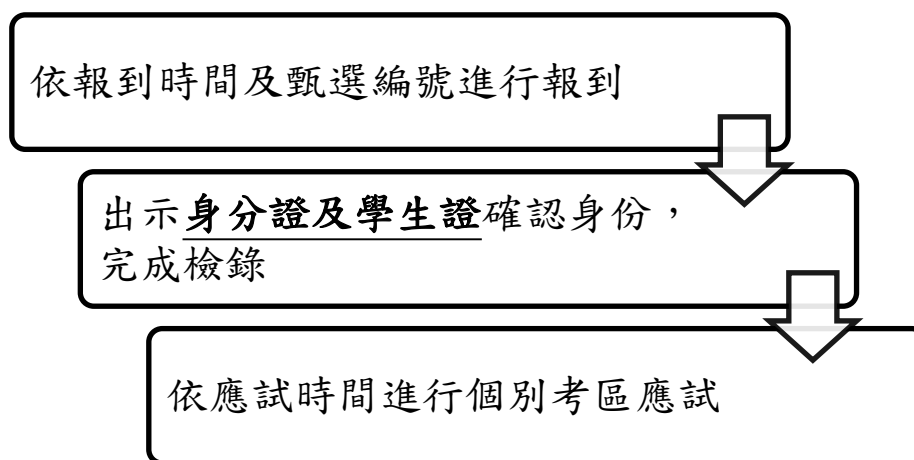 依報到時間及甄選編號進行報到
出示身分證及學生證確認身份，
完成檢錄
依應試時間進行個別考區應試